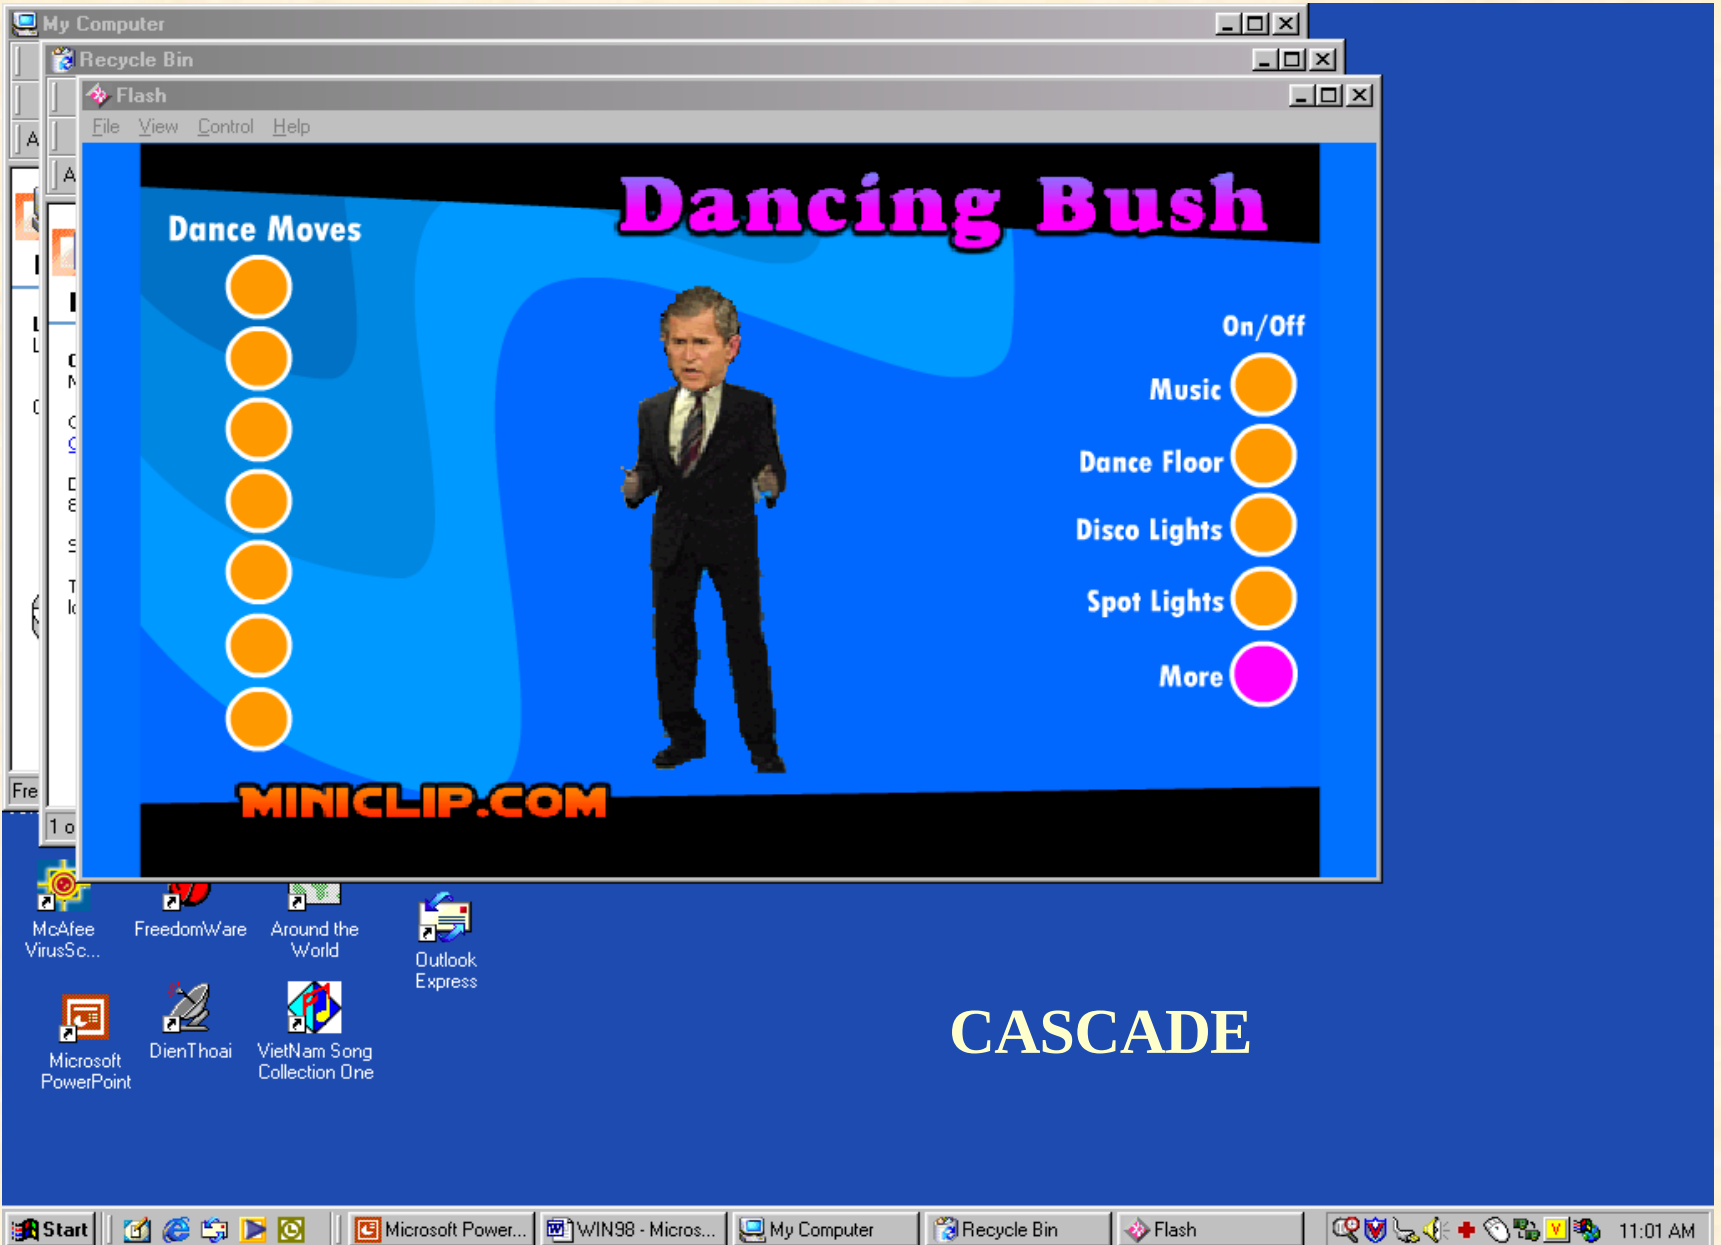 My Computer
Recycle Bin
Flash
File View Control Help
Dancing Bush
Dance Moves
On/Off
Music
Dance Floor
Disco Lights
Spot Lights
More
MINICLIP.COM
Fre
1 o
McAfee
VirusSc...
FreedomWare
Around the
World
Outlook
Express
Microsoft
PowerPoint
DienThoai
VietNam Song
Collection One
CASCADE
Start
Microsoft Power...
WIN98 - Micros...
My Computer
Recycle Bin
Flash
11:01 AM